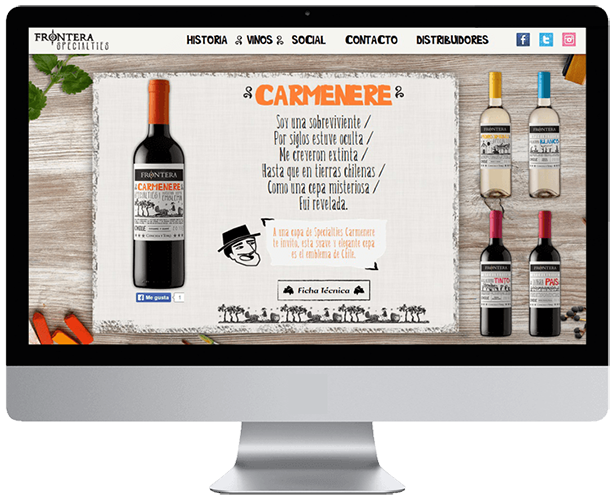 FRONTERA
SPECIALTIES
HISTORIA VINOS SOCIAL CONTACTO DISTRIBUIDORES
CARMENERE
Soy una sobreviviente /
Por siglos estuve oculta /
Me creyeron extinta /
Hasta que en tierras chilenas /
Como una cepa misteriosa /
Fui revelada.
A una copa de Specialties Carmenere
te invito, esta suave i elegante cepa
es el emblema de Chile.
Ficha técnica
Me gusta 1
FRONTERA
CARMENERE
FRONTERA
FRONTERA
BLANCO
FRONTERA
TINTO
FRONTERA
PAIS